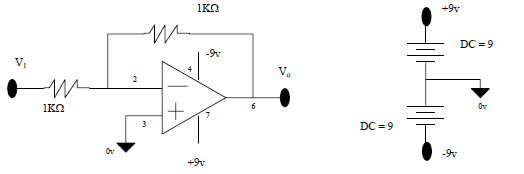 1KΩ
+9v
-9v
DC = 9
V₁
4
Vₒ
2
1KΩ
6
0v
3
7
DC = 9
0v
+9v
-9v